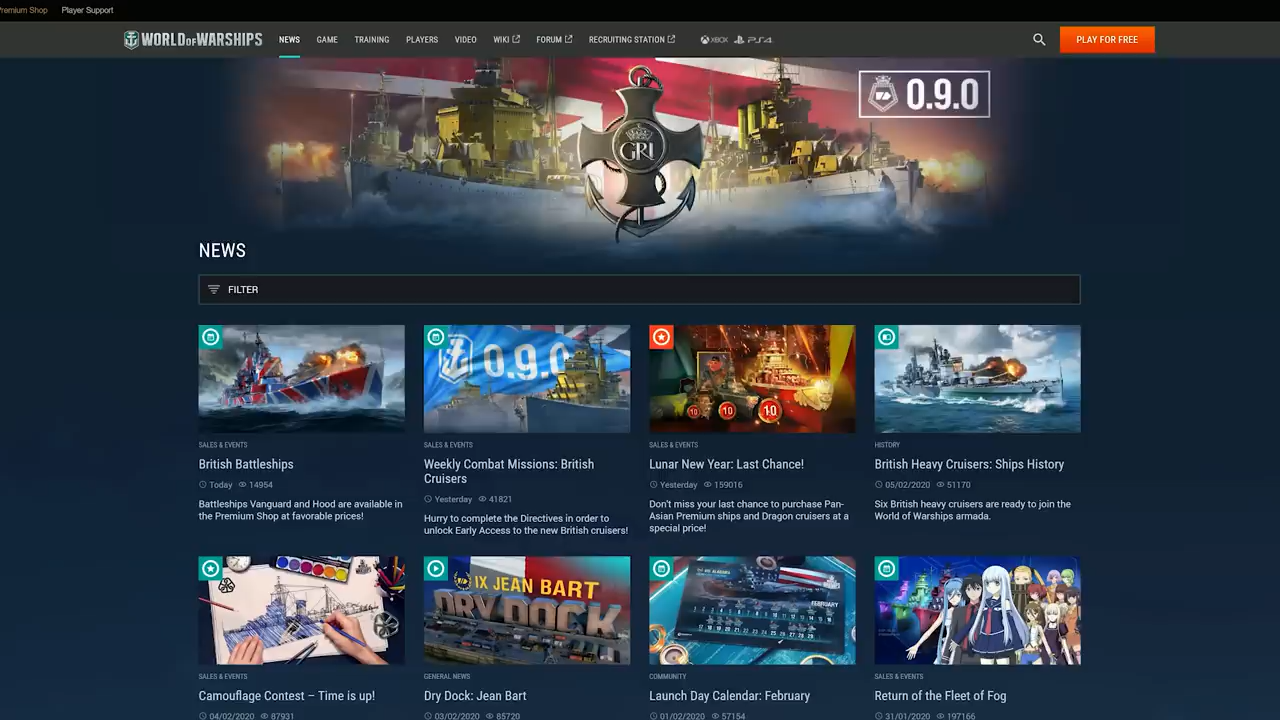 Premium Shop Player Support
WORLD OF WARSHIPS NEWS GAME TRAINING PLAYERS VIDEO WIKI FORUM RECRUITING STATION XBOX PS4 PLAY FOR FREE
0.9.0
GRI
NEWS
FILTER
0.9.0
10 10 10
SALES & EVENTS
British Battleships
Today 14954
Battleships Vanguard and Hood are available in
the Premium Shop at favorable prices!
SALES & EVENTS
Weekly Combat Missions: British
Cruisers
Yesterday 41821
Hurry to complete the Directives in order to
unlock Early Access to the new British cruisers!
SALES & EVENTS
Lunar New Year: Last Chance!
Yesterday 159016
Don't miss your last chance to purchase Pan-
Asian Premium ships and Dragon cruisers at a
special price!
HISTORY
British Heavy Cruisers: Ships History
05/02/2020 51170
Six British heavy cruisers are ready to join the
World of Warships armada.
IX JEAN BART
DRY DOCK
FEBRUARY
SALES & EVENTS
Camouflage Contest – Time is up!
04/02/2020 87931
GENERAL NEWS
Dry Dock: Jean Bart
03/02/2020 85720
COMMUNITY
Launch Day Calendar: February
01/02/2020 57154
SALES & EVENTS
Return of the Fleet of Fog
31/01/2020 197166